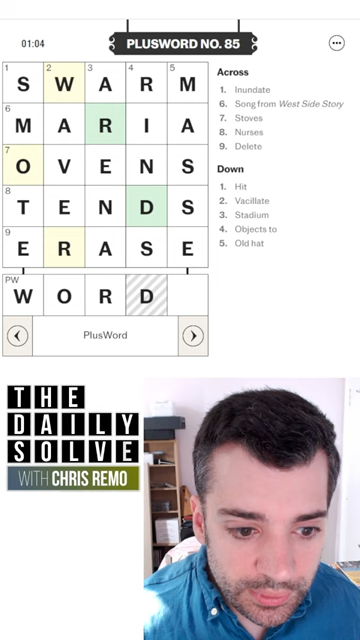 01:04
PLUSWORD NO. 85
1 2 3 4 5
S W A R M
6
M A R I A
7
O V E N S
8
T E N D S
9
E R A S E
PW
W O R D
PlusWord
Across
1. Inundate
6. Song from West Side Story
7. Stoves
8. Nurses
9. Delete
Down
1. Hit
2. Vacillate
3. Stadium
4. Objects to
5. Old hat
THE
DAILY
SOLVE
WITH CHRIS REMO